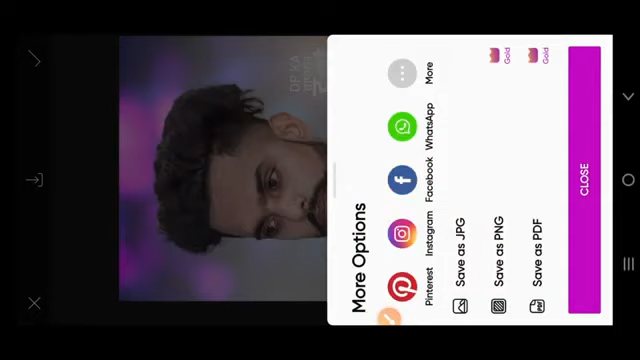 More Options
Pinterest
Instagram
Facebook
WhatsApp
More
Save as JPG
Save as PNG
Gold
Save as PDF
Gold
CLOSE